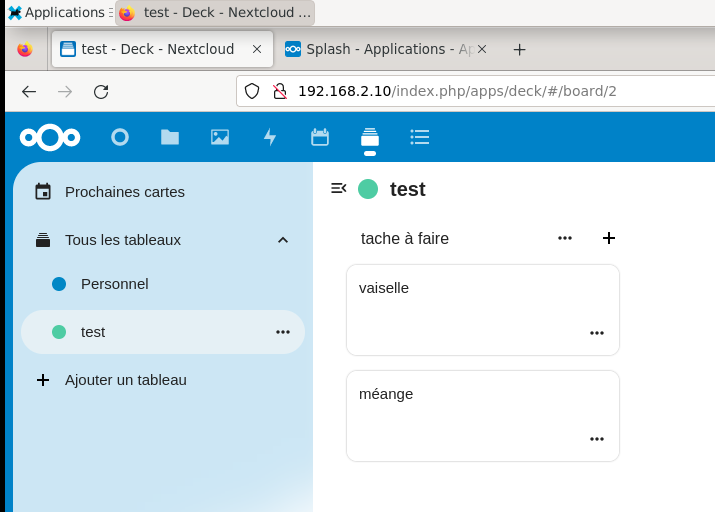 Applications
test - Deck - Nextcloud ...
test - Deck - Nextcloud
Splash - Applications - Ap
192.168.2.10/index.php/apps/deck/#/board/2
Prochaines cartes
Tous les tableaux
Personnel
test
Ajouter un tableau
test
tache à faire
vaiselle
méange